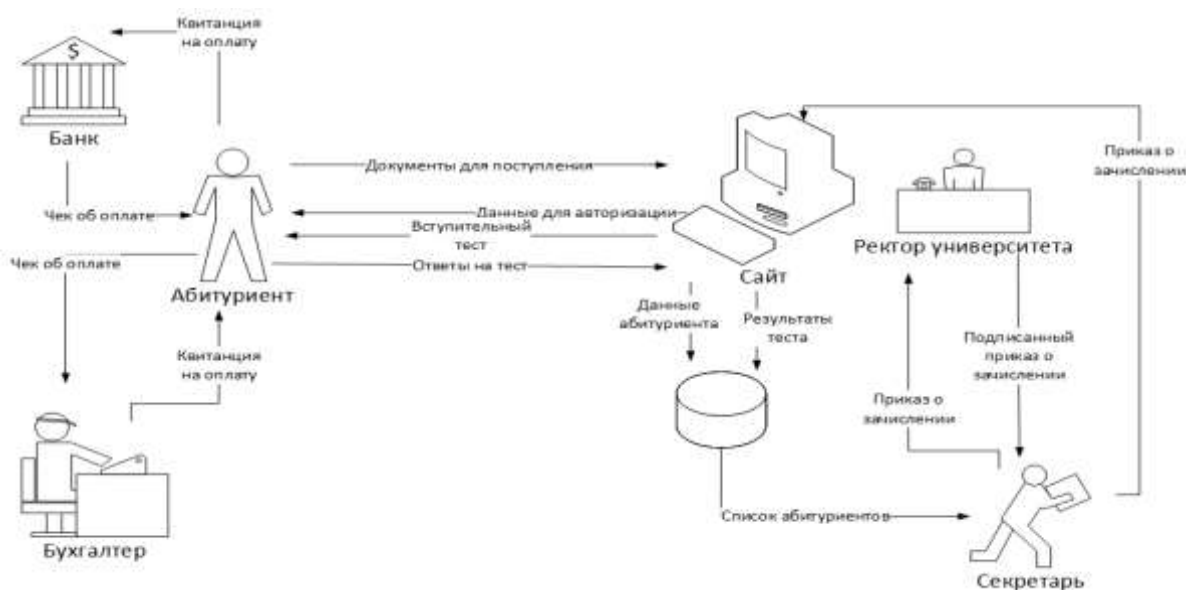 Квитанция
на оплату
$
Банк
Документы для поступления
Приказ о
зачислении
Чек об оплате
Данные для авторизации
Вступительный
тест
Ректор университета
Чек об оплате
Ответы на тест
Сайт
Абитуриент
Данные
абитуриента
Результаты
теста
Подписанный
приказ о
зачислении
Квитанция
на оплату
Приказ о
зачислении
Список абитуриентов
Бухгалтер
Секретарь